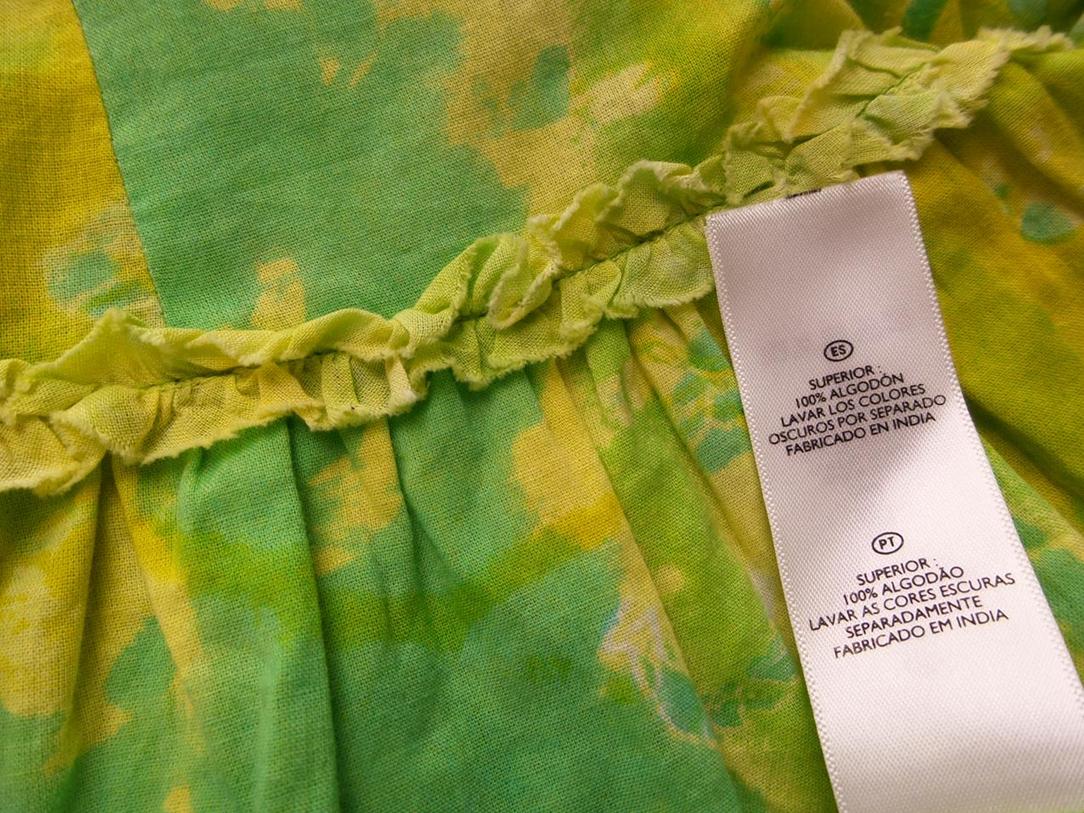 ES
SUPERIOR :
100% ALGODÓN
LAVAR LOS COLORES
OSCUROS POR SEPARADO
FABRICADO EN INDIA
PT
SUPERIOR :
100% ALGODÃO
LAVAR AS CORES ESCURAS
SEPARADAMENTE
FABRICADO EM INDIA